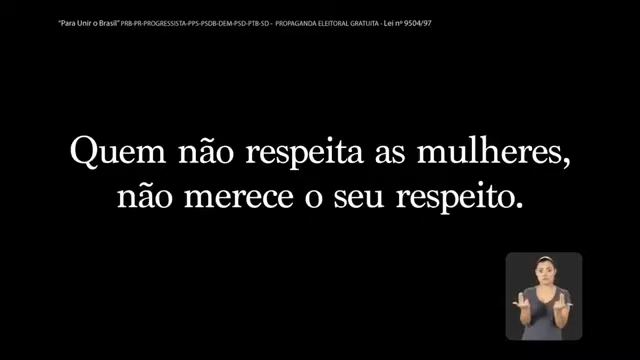 "Para Unir o Brasil" PRB-PR-PROGRESSISTA-PPS-PSDB-DEM-PSD-PTB-SD - PROPAGANDA ELEITORAL GRATUITA - Lei nº 9504/97
Quem não respeita as mulheres,
não merece o seu respeito.